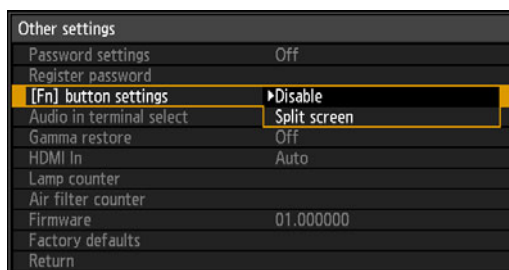 Other settings
Password settings Off
Register password
[Fn] button settings ▶Disable
Audio in terminal select Split screen
Gamma restore Off
HDMI In Auto
Lamp counter
Air filter counter
Firmware 01.000000
Factory defaults
Return